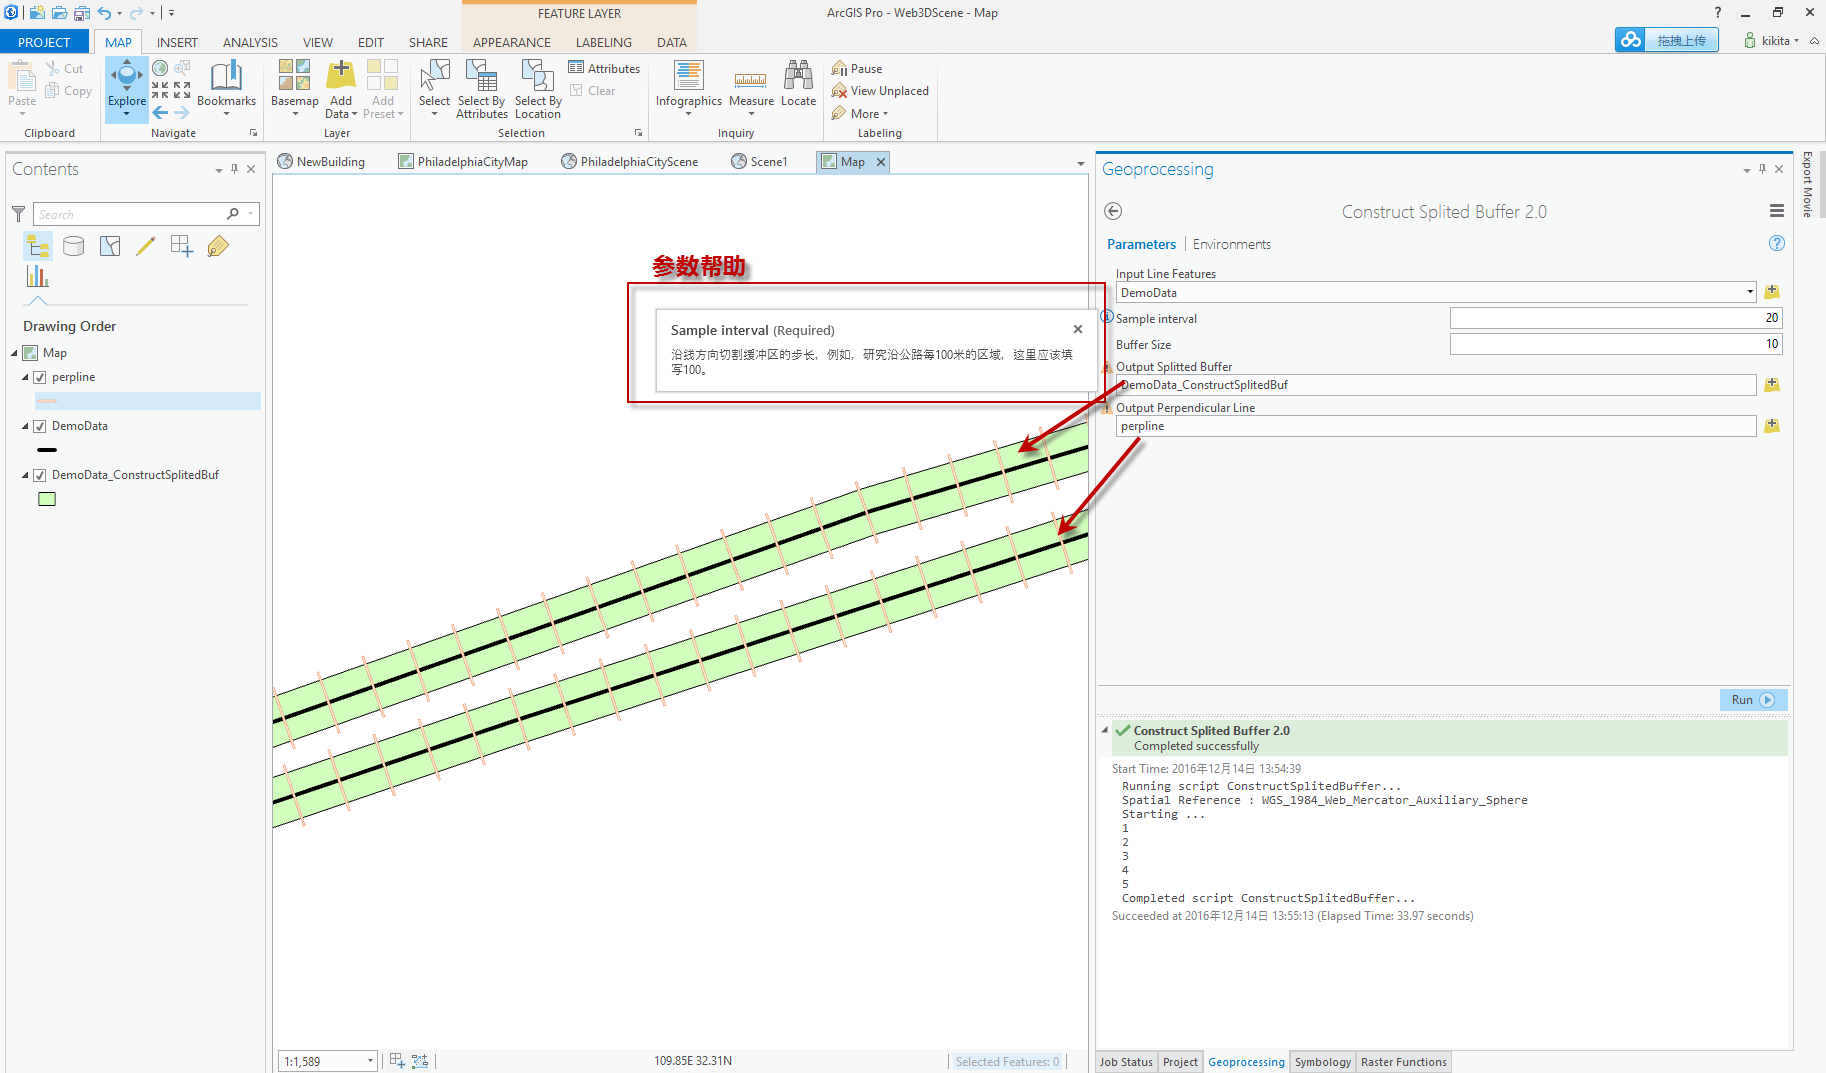 FEATURE LAYER
ArcGIS Pro - Web3DScene - Map
?
PROJECT
MAP
INSERT
ANALYSIS
VIEW
EDIT
SHARE
APPEARANCE
LABELING
DATA
拖拽上传
kikita
Paste
Cut
Copy
Clipboard
Explore
Bookmarks
Navigate
Basemap
Add Data
Add Preset
Layer
Select
Select By Attributes
Select By Location
Attributes
Clear
Selection
Infographics
Measure
Locate
Inquiry
Pause
View Unplaced
More
Labeling
Contents
Search
Drawing Order
Map
perpline
DemoData
DemoData_ConstructSplitedBuf
NewBuilding
PhiladelphiaCityMap
PhiladelphiaCityScene
Scene1
Map
参数帮助
Sample interval (Required)
沿线方向切割缓冲区的步长，例如，研究沿公路每100米的区域，这里应该填
写100。
1:1,589
109.85E 32.31N
Selected Features: 0
Geoprocessing
Construct Splited Buffer 2.0
Parameters
Environments
?
Input Line Features
DemoData
Sample interval
20
Buffer Size
10
Output Splitted Buffer
DemoData_ConstructSplitedBuf
Output Perpendicular Line
perpline
Run
Construct Splited Buffer 2.0
Completed successfully
Start Time: 2016年12月14日 13:54:39
Running script ConstructSplitedBuffer...
Spatial Reference : WGS_1984_Web_Mercator_Auxiliary_Sphere
Starting ...
1
2
3
4
5
Completed script ConstructSplitedBuffer...
Succeeded at 2016年12月14日 13:55:13 (Elapsed Time: 33.97 seconds)
Job Status
Project
Geoprocessing
Symbology
Raster Functions
Export Movie